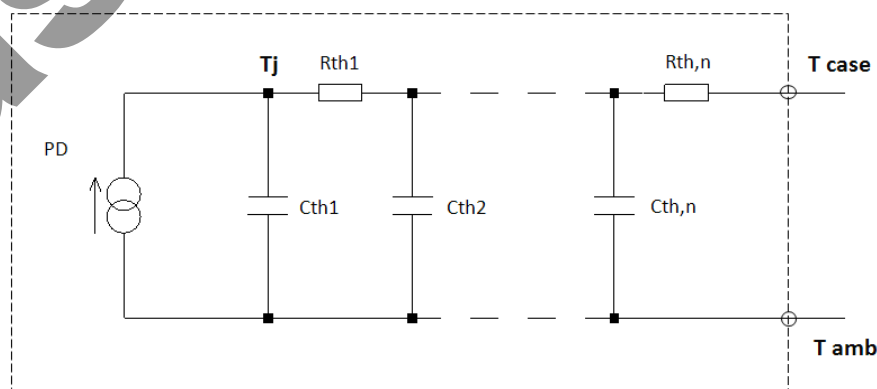 Tj
Rth1
Rth,n
T case
PD
Cth1
Cth2
Cth,n
T amb